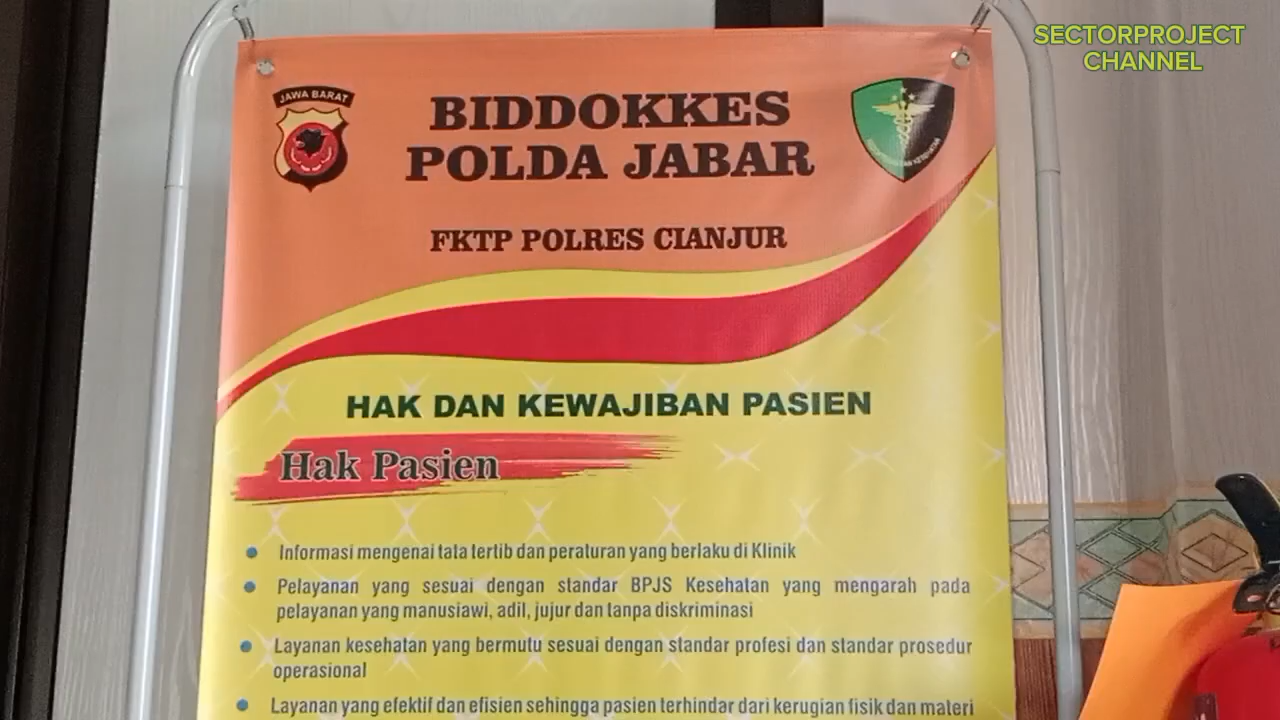 SECTORPROJECT
CHANNEL
JAWA BARAT
BIDDOKKES
POLDA JABAR
FKTP POLRES CIANJUR
HAK DAN KEWAJIBAN PASIEN
Hak Pasien
Informasi mengenai tata tertib dan peraturan yang berlaku di Klinik
Pelayanan yang sesuai dengan standar BPJS Kesehatan yang mengarah pada
pelayanan yang manusiawi, adil, jujur dan tanpa diskriminasi
Layanan kesehatan yang bermutu sesuai dengan standar profesi dan standar prosedur
operasional
Layanan yang efektif dan efisien sehingga pasien terhindar dari kerugian fisik dan materi